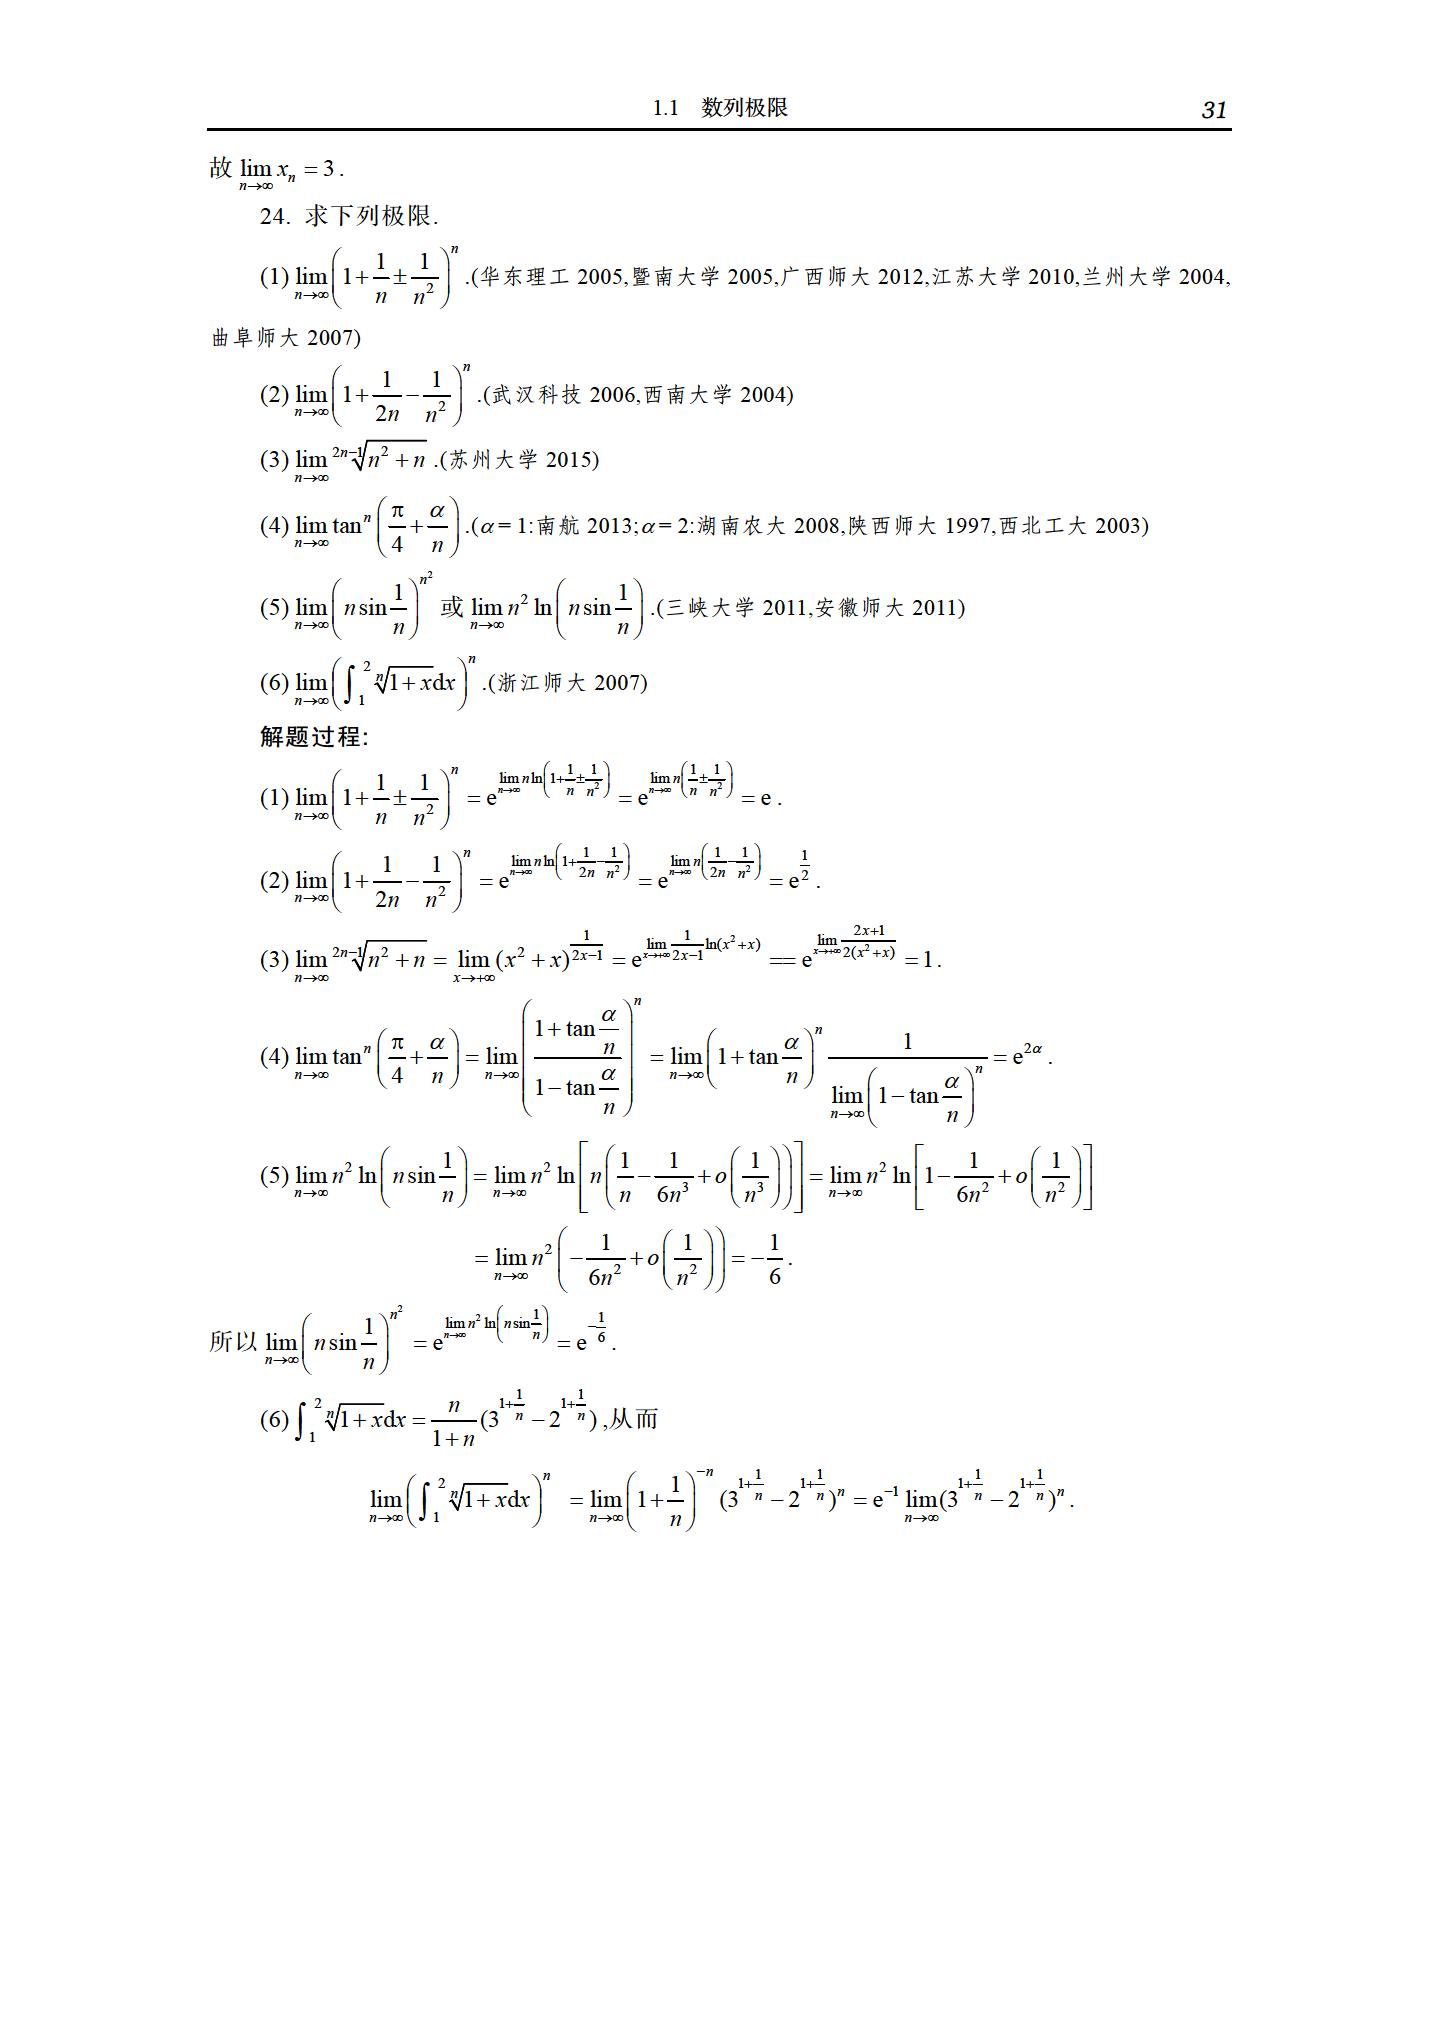 1.1 数列极限 31
故 $\lim_{n\to\infty} x_n = 3$.
24. 求下列极限.
(1) $\lim_{n\to\infty}\left(1+\frac{1}{n}\pm\frac{1}{n^2}\right)^n$.(华东理工 2005,暨南大学 2005,广西师大 2012,江苏大学 2010,兰州大学 2004,
曲阜师大 2007)
(2) $\lim_{n\to\infty}\left(1+\frac{1}{2n}-\frac{1}{n^2}\right)^n$.(武汉科技 2006,西南大学 2004)
(3) $\lim_{n\to\infty}\sqrt[2n-1]{n^2+n}$.(苏州大学 2015)
(4) $\lim_{n\to\infty}\tan^n\left(\frac{\pi}{4}+\frac{\alpha}{n}\right)$.($\alpha=1$:南航 2013;$\alpha=2$:湖南农大 2008,陕西师大 1997,西北工大 2003)
(5) $\lim_{n\to\infty}\left(n\sin\frac{1}{n}\right)^{n^2}$ 或 $\lim_{n\to\infty}n^2\ln\left(n\sin\frac{1}{n}\right)$.(三峡大学 2011,安徽师大 2011)
(6) $\lim_{n\to\infty}\left(\int_1^2\sqrt[n]{1+x}dx\right)^n$.(浙江师大 2007)
解题过程:
(1) $\lim_{n\to\infty}\left(1+\frac{1}{n}\pm\frac{1}{n^2}\right)^n = e^{\lim_{n\to\infty}n\ln\left(1+\frac{1}{n}\pm\frac{1}{n^2}\right)} = e^{\lim_{n\to\infty}n\left(\frac{1}{n}\pm\frac{1}{n^2}\right)} = e$.
(2) $\lim_{n\to\infty}\left(1+\frac{1}{2n}-\frac{1}{n^2}\right)^n = e^{\lim_{n\to\infty}n\ln\left(1+\frac{1}{2n}-\frac{1}{n^2}\right)} = e^{\lim_{n\to\infty}n\left(\frac{1}{2n}-\frac{1}{n^2}\right)} = e^{\frac{1}{2}}$.
(3) $\lim_{n\to\infty}\sqrt[2n-1]{n^2+n} = \lim_{x\to+\infty}(x^2+x)^{\frac{1}{2x-1}} = e^{\lim_{x\to+\infty}\frac{1}{2x-1}\ln(x^2+x)} == e^{\lim_{x\to+\infty}\frac{2x+1}{2(x^2+x)}} = 1$.
(4) $\lim_{n\to\infty}\tan^n\left(\frac{\pi}{4}+\frac{\alpha}{n}\right) = \lim_{n\to\infty}\left(\frac{1+\tan\frac{\alpha}{n}}{1-\tan\frac{\alpha}{n}}\right)^n = \lim_{n\to\infty}\left(1+\tan\frac{\alpha}{n}\right)^n\frac{1}{\lim_{n\to\infty}\left(1-\tan\frac{\alpha}{n}\right)^n} = e^{2\alpha}$.
(5) $\lim_{n\to\infty}n^2\ln\left(n\sin\frac{1}{n}\right) = \lim_{n\to\infty}n^2\ln\left[n\left(\frac{1}{n}-\frac{1}{6n^3}+o\left(\frac{1}{n^3}\right)\right)\right] = \lim_{n\to\infty}n^2\ln\left[1-\frac{1}{6n^2}+o\left(\frac{1}{n^2}\right)\right]$
$= \lim_{n\to\infty}n^2\left(-\frac{1}{6n^2}+o\left(\frac{1}{n^2}\right)\right) = -\frac{1}{6}$.
所以 $\lim_{n\to\infty}\left(n\sin\frac{1}{n}\right)^{n^2} = e^{\lim_{n\to\infty}n^2\ln\left(n\sin\frac{1}{n}\right)} = e^{-\frac{1}{6}}$.
(6) $\int_1^2\sqrt[n]{1+x}dx = \frac{n}{1+n}(3^{1+\frac{1}{n}}-2^{1+\frac{1}{n}})$,从而
$\lim_{n\to\infty}\left(\int_1^2\sqrt[n]{1+x}dx\right)^n = \lim_{n\to\infty}\left(1+\frac{1}{n}\right)^{-n}(3^{1+\frac{1}{n}}-2^{1+\frac{1}{n}})^n = e^{-1}\lim_{n\to\infty}(3^{1+\frac{1}{n}}-2^{1+\frac{1}{n}})^n$.